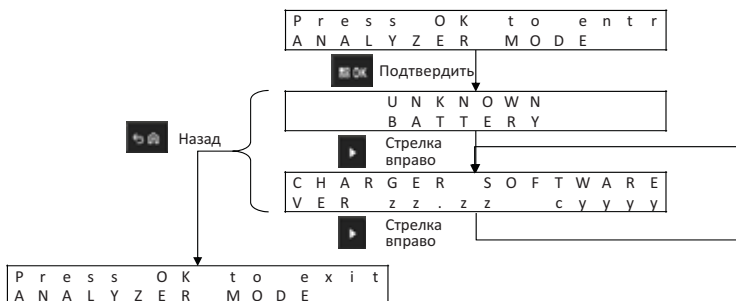 Press OK to entr
ANALYZER MODE
OK Подтвердить
UNKNOWN
BATTERY
Назад
Стрелка
вправо
CHARGER SOFTWARE
VER zz.zz cyyyy
Стрелка
вправо
Press OK to exit
ANALYZER MODE